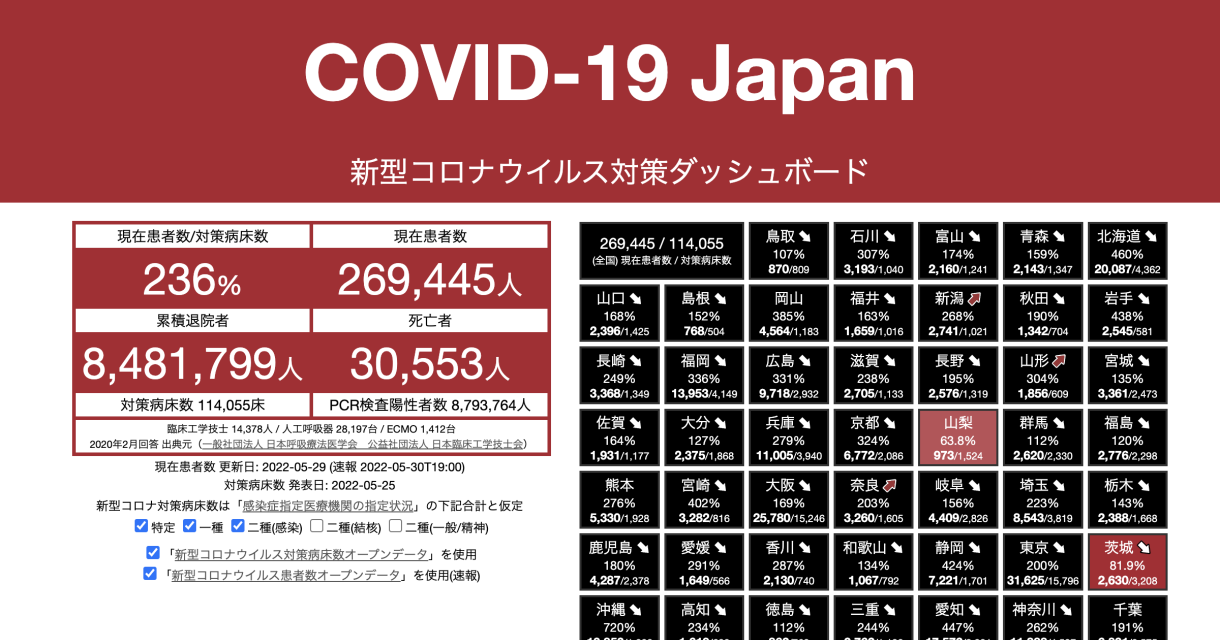 COVID-19 Japan
新型コロナウイルス対策ダッシュボード
現在患者数/対策病床数
現在患者数
236%
269,445人
累積退院者
死亡者
8,481,799人
30,553人
対策病床数 114,055床
PCR検査陽性者数 8,793,764人
臨床工学技士 14,378人 / 人工呼吸器 28,197台 / ECMO 1,412台
2020年2月回答 出典元（一般社団法人 日本呼吸療法医学会　公益社団法人 日本臨床工学技士会）
現在患者数 更新日: 2022-05-29 (速報 2022-05-30T19:00)
対策病床数 発表日: 2022-05-25
新型コロナ対策病床数は「感染症指定医療機関の指定状況」の下記合計と仮定
特定 一種 二種(感染) 二種(結核) 二種(一般/精神)
「新型コロナウイルス対策病床数オープンデータ」を使用
「新型コロナウイルス患者数オープンデータ」を使用(速報)
269,445 / 114,055
(全国) 現在患者数 / 対策病床数
鳥取
107%
870/809
石川
307%
3,193/1,040
富山
174%
2,160/1,241
青森
159%
2,143/1,347
北海道
460%
20,087/4,362
山口
168%
2,396/1,425
島根
152%
768/504
岡山
385%
4,564/1,183
福井
163%
1,659/1,016
新潟
268%
2,741/1,021
秋田
190%
1,342/704
岩手
438%
2,545/581
長崎
249%
3,368/1,349
福岡
336%
13,953/4,149
広島
331%
9,718/2,932
滋賀
238%
2,705/1,133
長野
195%
2,576/1,319
山形
304%
1,856/609
宮城
135%
3,361/2,473
佐賀
164%
1,931/1,177
大分
127%
2,375/1,868
兵庫
279%
11,005/3,940
京都
324%
6,772/2,086
山梨
63.8%
973/1,524
群馬
112%
2,620/2,330
福島
120%
2,776/2,298
熊本
276%
5,330/1,928
宮崎
402%
3,282/816
大阪
169%
25,780/15,246
奈良
203%
3,260/1,605
岐阜
156%
4,409/2,826
埼玉
223%
8,543/3,819
栃木
143%
2,388/1,668
鹿児島
180%
4,287/2,378
愛媛
291%
1,649/566
香川
287%
2,130/740
和歌山
134%
1,067/792
静岡
424%
7,221/1,701
東京
200%
31,625/15,796
茨城
81.9%
2,630/3,208
沖縄
720%
高知
234%
徳島
112%
三重
244%
愛知
447%
神奈川
262%
千葉
191%